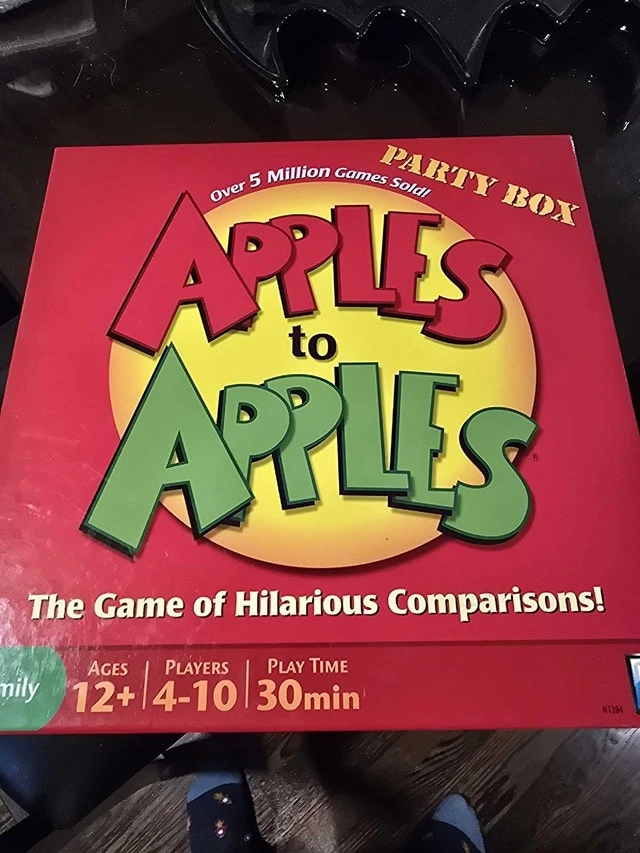 PARTY BOX
Over 5 Million Games Sold!
APPLES
to
APPLES
®
The Game of Hilarious Comparisons!
mily
AGES
12+
PLAYERS
4-10
PLAY TIME
30min